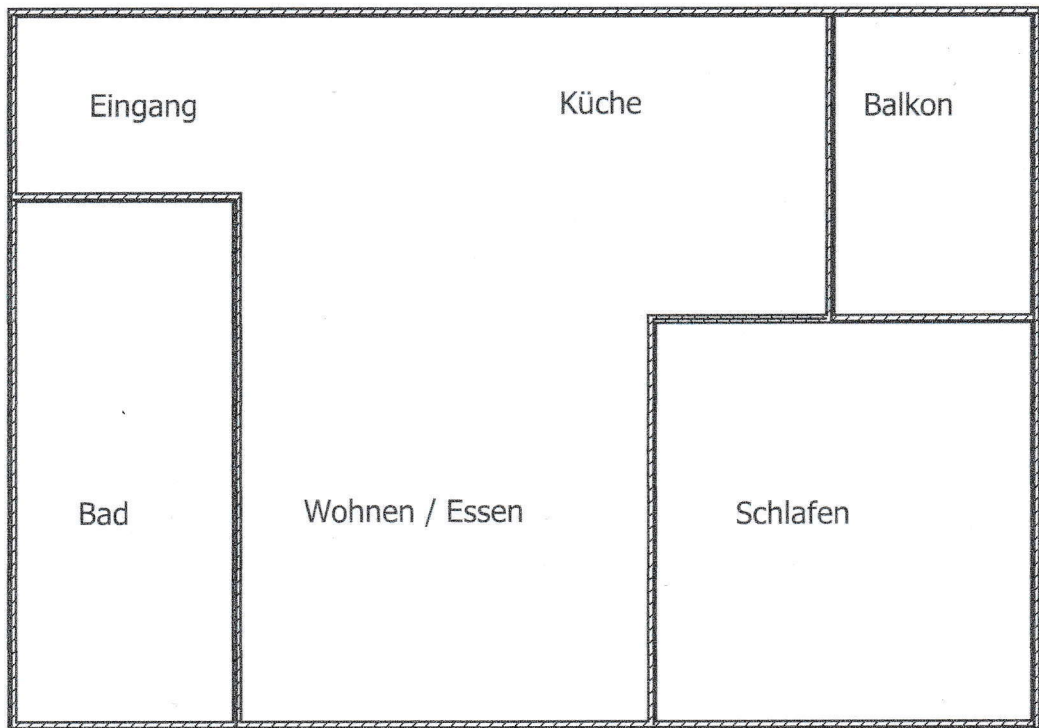 Eingang
Küche
Balkon
Bad
Wohnen / Essen
Schlafen